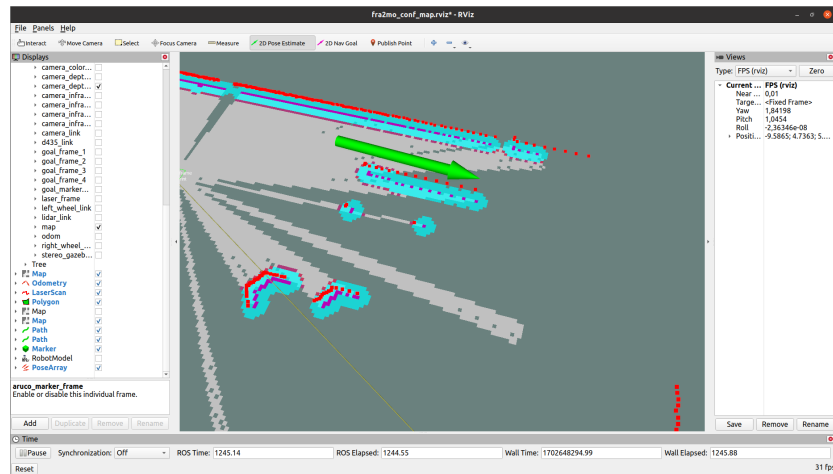 fra2mo_conf_map.rviz* - RViz
File Panels Help
Interact Move Camera Select Focus Camera Measure 2D Pose Estimate 2D Nav Goal Publish Point
Displays
camera_color...
camera_dept...
camera_dept...
camera_infra...
camera_infra...
camera_infra...
camera_infra...
camera_link
d435_link
goal_frame_1
goal_frame_2
goal_frame_3
goal_frame_4
goal_marker...
laser_frame
left_wheel_link
lidar_link
map
odom
right_wheel_...
stereo_gazeb...
Tree
Map
Odometry
LaserScan
Polygon
Map
Map
Path
Path
Marker
RobotModel
PoseArray
aruco_marker_frame
Enable or disable this individual frame.
Add Duplicate Remove Rename
Views
Type: FPS (rviz) Zero
Current ... FPS (rviz)
Near ... 0,01
Targe... <Fixed Frame>
Yaw 1,84198
Pitch 1,0454
Roll -2,36346e-08
Positi... -9.5865; 4.7363; 5....
Save Remove Rename
Time
Pause Synchronization: Off ROS Time: 1245.14 ROS Elapsed: 1244.55 Wall Time: 1702648294.99 Wall Elapsed: 1245.88
Reset 31 fps